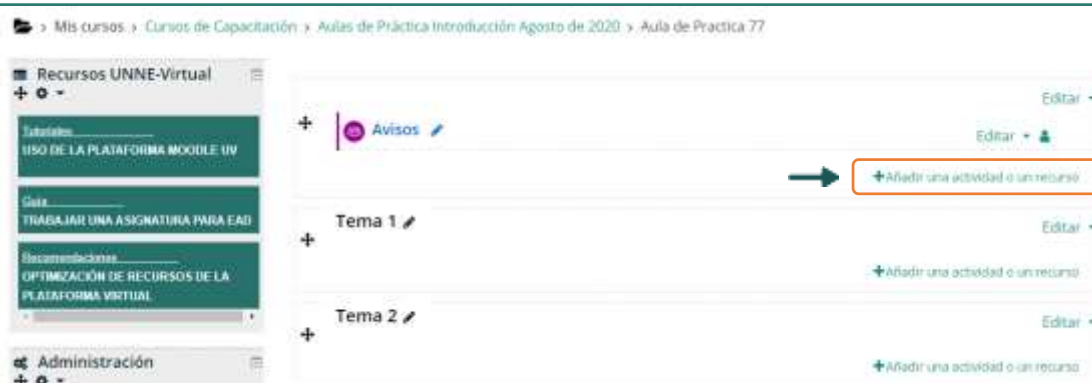 > Mis cursos > Cursos de Capacitación > Aulas de Práctica Introducción Agosto de 2020 > Aula de Practica 77
Recursos UNNE-Virtual
Tutoriales
USO DE LA PLATAFORMA MOODLE UV
Guía
TRABAJAR UNA ASIGNATURA PARA EAD
Recomendaciones
OPTIMIZACIÓN DE RECURSOS DE LA
PLATAFORMA VIRTUAL
Administración
Editar
Avisos
Editar
+Añadir una actividad o un recurso
Tema 1
Editar
+Añadir una actividad o un recurso
Tema 2
Editar
+Añadir una actividad o un recurso